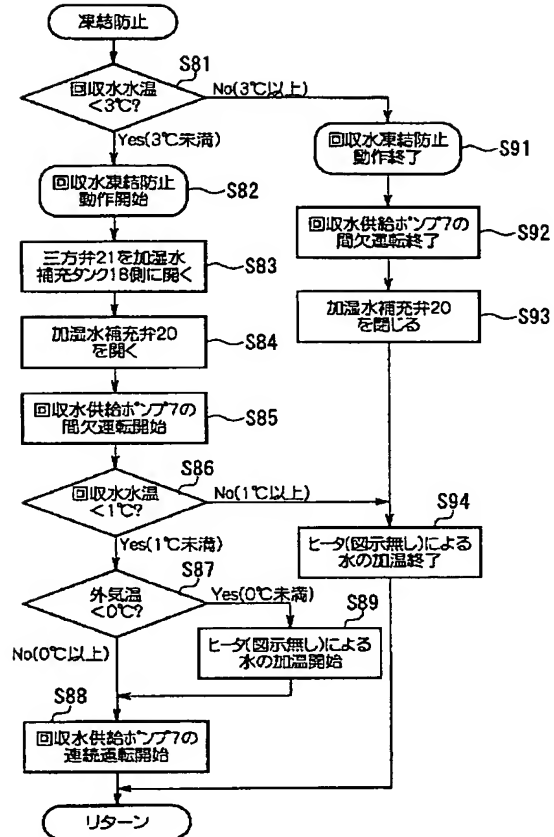 凍結防止
S81
回収水水温
<3℃?
No(3℃以上)
Yes(3℃未満)
回収水凍結防止
動作開始
S82
三方弁21を加湿水
補充タンク18側に開く
S83
加湿水補充弁20
を開く
S84
回収水供給ポンプ7の
間欠運転開始
S85
S86
回収水水温
<1℃?
No(1℃以上)
Yes(1℃未満)
S87
外気温
<0℃?
Yes(0℃未満)
No(0℃以上)
S89
ヒータ(図示無し)による
水の加温開始
S88
回収水供給ポンプ7の
連続運転開始
リターン
回収水凍結防止
動作終了
S91
回収水供給ポンプ7の
間欠運転終了
S92
加湿水補充弁20
を閉じる
S93
S94
ヒータ(図示無し)による
水の加温終了